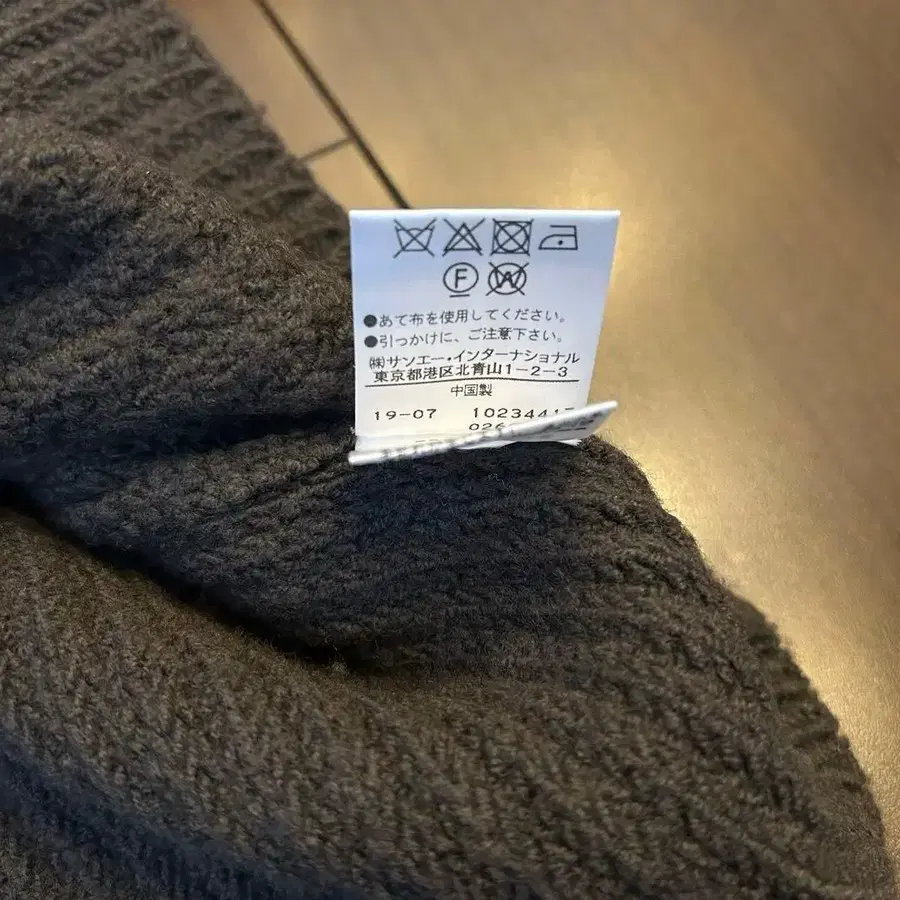 F W
●あて布を使用してください。
●引っかけに、ご注意下さい。
㈱サンエー・インターナショナル
東京都港区北青山1-2-3
中国製
19-07 1023441
026